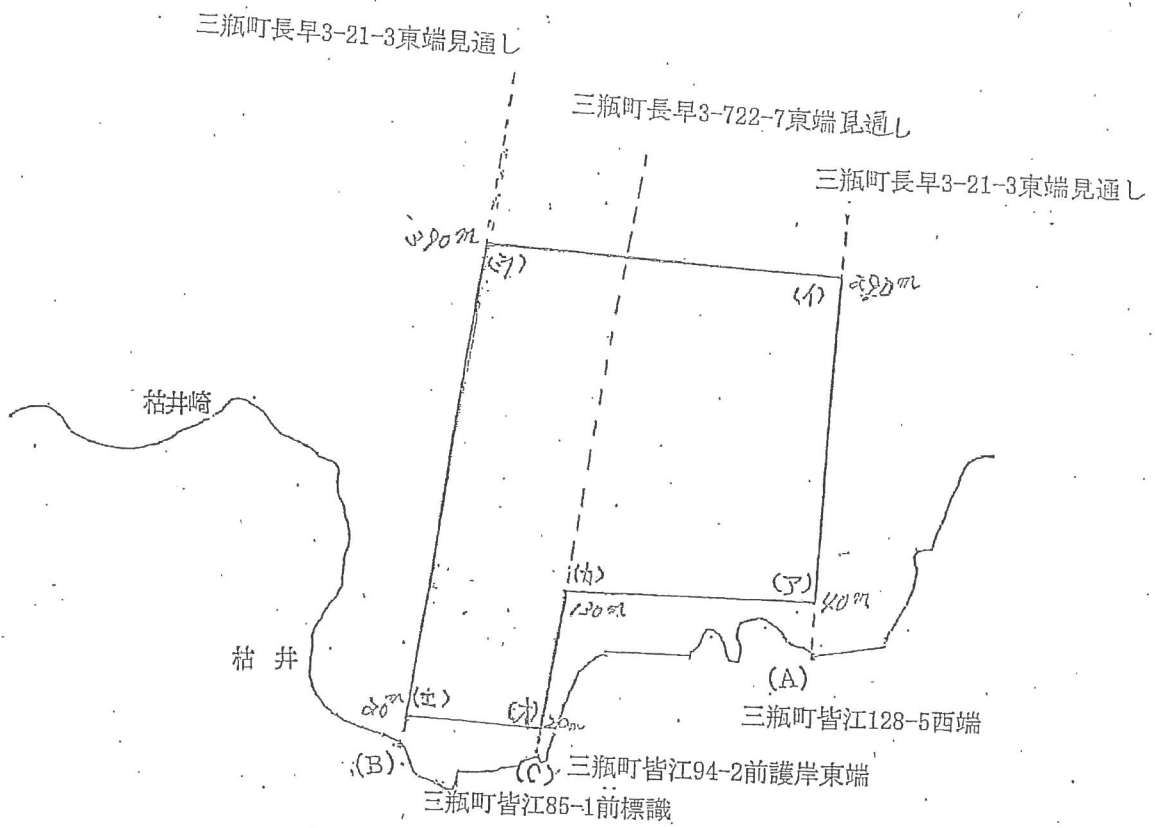 三瓶町長早3-21-3東端見通し
三瓶町長早3-722-7東端見通し
三瓶町長早3-21-3東端見通し
(ウ)
(イ)
枯井崎
(カ)
130m
(ア)
40m
枯井
(エ)
(オ)
20m
(A)
三瓶町皆江128-5西端
(B)
(C)
三瓶町皆江94-2前護岸東端
三瓶町皆江85-1前標識